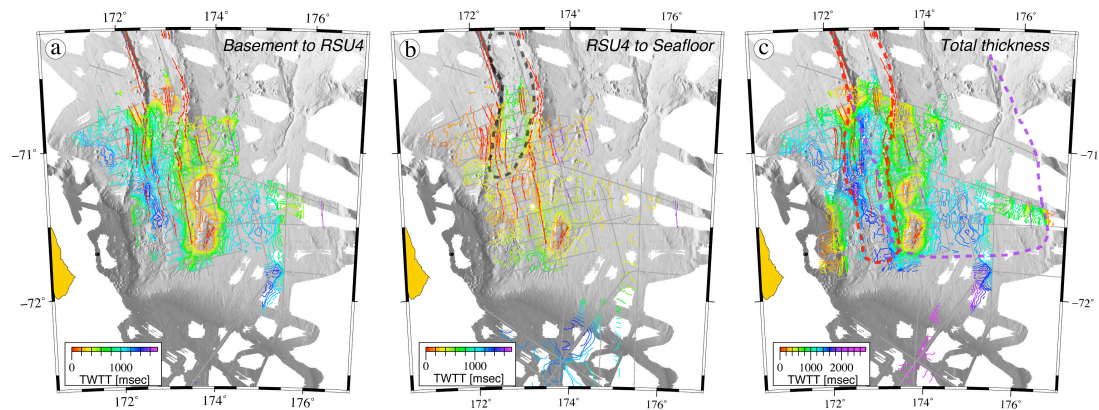 172° 174° 176° 172° 174° 176° 172° 174° 176°
a Basement to RSU4
b RSU4 to Seafloor
c Total thickness
−71° −71°
−72° −72°
0 1000
TWTT [msec]
0 1000
TWTT [msec]
0 1000 2000
TWTT [msec]
172° 174° 176° 172° 174° 176° 172° 174° 176°